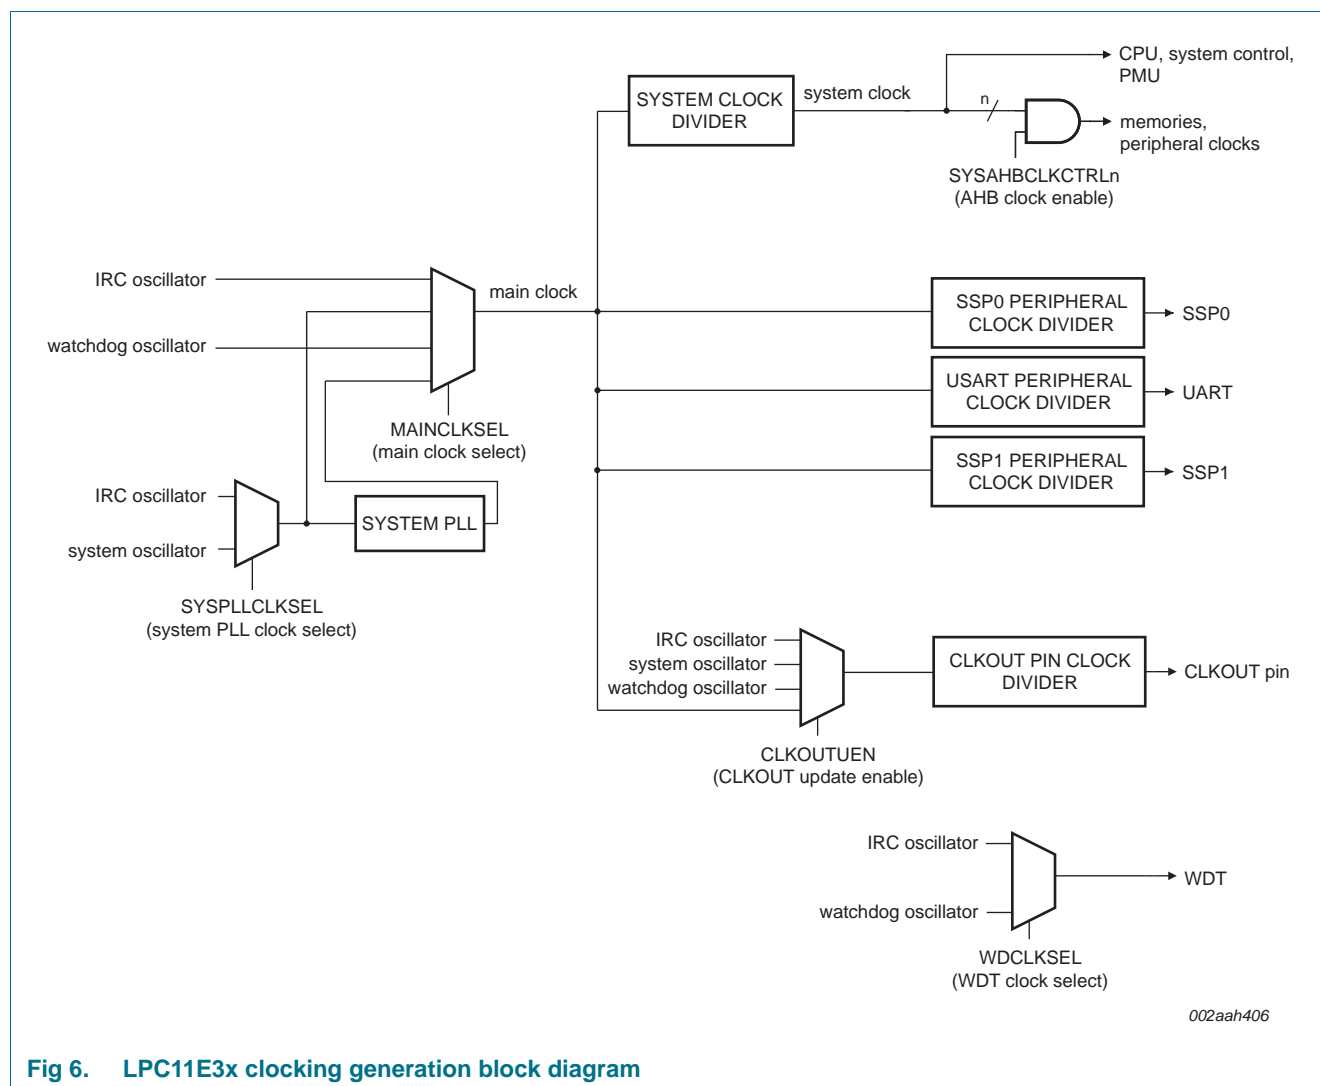 CPU, system control,
PMU
SYSTEM CLOCK
DIVIDER
system clock
n
memories,
peripheral clocks
SYSAHBCLKCTRLn
(AHB clock enable)
IRC oscillator
main clock
watchdog oscillator
MAINCLKSEL
(main clock select)
SSP0 PERIPHERAL
CLOCK DIVIDER
SSP0
USART PERIPHERAL
CLOCK DIVIDER
UART
SSP1 PERIPHERAL
CLOCK DIVIDER
SSP1
IRC oscillator
system oscillator
SYSTEM PLL
SYSPLLCLKSEL
(system PLL clock select)
IRC oscillator
system oscillator
watchdog oscillator
CLKOUT PIN CLOCK
DIVIDER
CLKOUT pin
CLKOUTUEN
(CLKOUT update enable)
IRC oscillator
watchdog oscillator
WDT
WDCLKSEL
(WDT clock select)
002aah406
Fig 6. LPC11E3x clocking generation block diagram